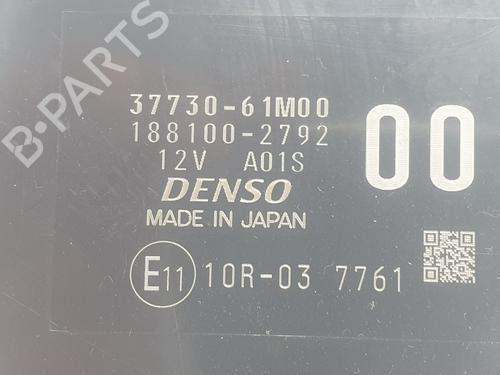 37730-61M00
188100-2792
12V A01S
00
DENSO
MADE IN JAPAN
E11 10R-03 7761
B-PARTS